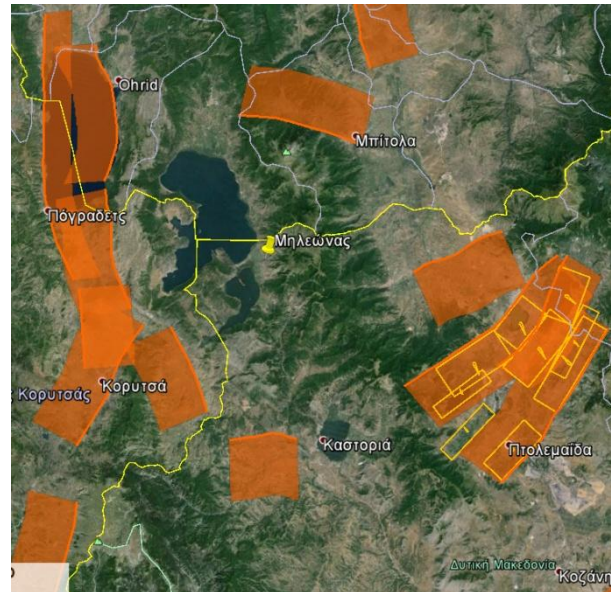 Ohrid
Μπίτολα
Πόγραδετς
Μηλεώνας
Κορυτσά
ς Κορυτσάς
Καστοριά
Πτολεμαΐδα
Δυτική Μακεδονία
Κοζάνη